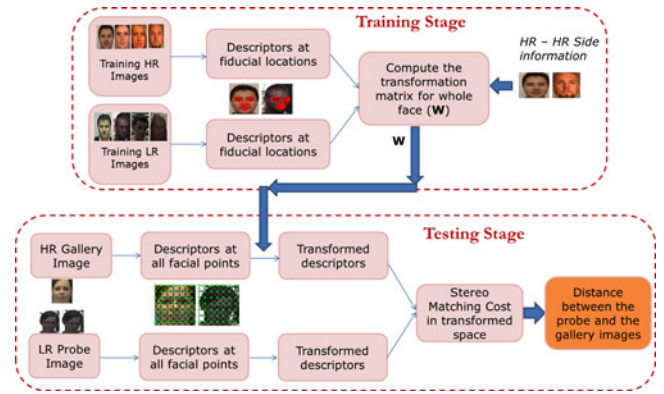 Training Stage
Training HR
Images
Descriptors at
fiducial locations
Compute the
transformation
matrix for whole
face (W)
HR – HR Side
information
Training LR
Images
Descriptors at
fiducial locations
W
Testing Stage
HR Gallery
Image
Descriptors at
all facial points
Transformed
descriptors
Stereo
Matching Cost
in transformed
space
Distance
between the
probe and the
gallery images
LR Probe
Image
Descriptors at
all facial points
Transformed
descriptors